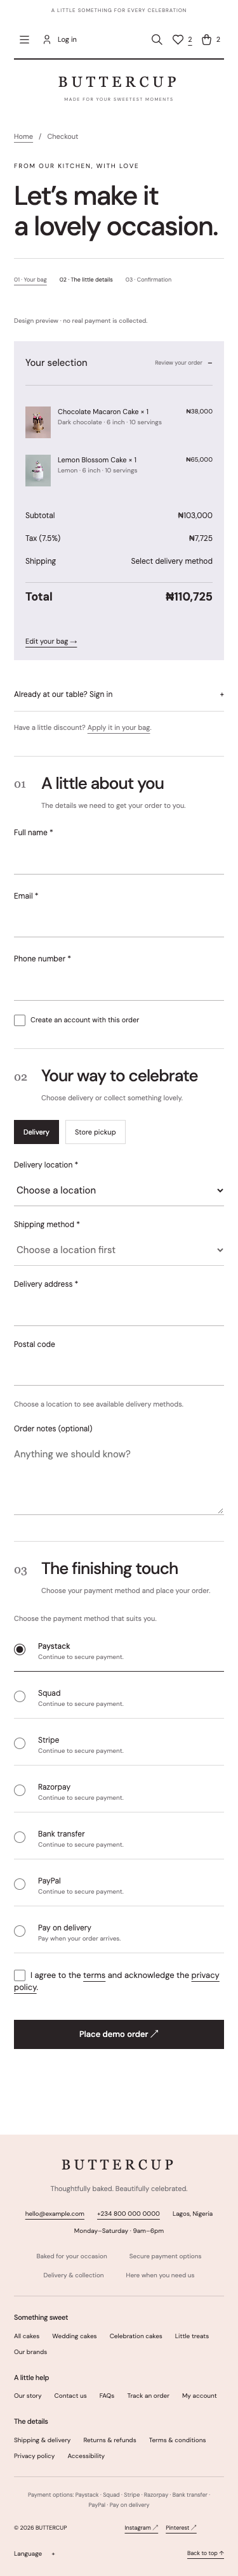 A LITTLE SOMETHING FOR EVERY CELEBRATION
Log in
2
2
BUTTERCUP
MADE FOR YOUR SWEETEST MOMENTS
Home / Checkout
FROM OUR KITCHEN, WITH LOVE
Let’s make it
a lovely occasion.
01 · Your bag 02 · The little details 03 · Confirmation
Design preview · no real payment is collected.
Your selection
Review your order −
Chocolate Macaron Cake × 1 ₦38,000
Dark chocolate · 6 inch · 10 servings
Lemon Blossom Cake × 1 ₦65,000
Lemon · 6 inch · 10 servings
Subtotal ₦103,000
Tax (7.5%) ₦7,725
Shipping Select delivery method
Total ₦110,725
Edit your bag →
Already at our table? Sign in +
Have a little discount? Apply it in your bag.
01 A little about you
The details we need to get your order to you.
Full name *
Email *
Phone number *
Create an account with this order
02 Your way to celebrate
Choose delivery or collect something lovely.
Delivery Store pickup
Delivery location *
Choose a location
Shipping method *
Choose a location first
Delivery address *
Postal code
Choose a location to see available delivery methods.
Order notes (optional)
Anything we should know?
03 The finishing touch
Choose your payment method and place your order.
Choose the payment method that suits you.
Paystack
Continue to secure payment.
Squad
Continue to secure payment.
Stripe
Continue to secure payment.
Razorpay
Continue to secure payment.
Bank transfer
Continue to secure payment.
PayPal
Continue to secure payment.
Pay on delivery
Pay when your order arrives.
I agree to the terms and acknowledge the privacy
policy.
Place demo order ↗
BUTTERCUP
Thoughtfully baked. Beautifully celebrated.
hello@example.com +234 800 000 0000 Lagos, Nigeria
Monday–Saturday · 9am–6pm
Baked for your occasion Secure payment options
Delivery & collection Here when you need us
Something sweet
All cakes Wedding cakes Celebration cakes Little treats
Our brands
A little help
Our story Contact us FAQs Track an order My account
The details
Shipping & delivery Returns & refunds Terms & conditions
Privacy policy Accessibility
Payment options: Paystack · Squad · Stripe · Razorpay · Bank transfer ·
PayPal · Pay on delivery
© 2026 BUTTERCUP Instagram ↗ Pinterest ↗
Language + Back to top ↑